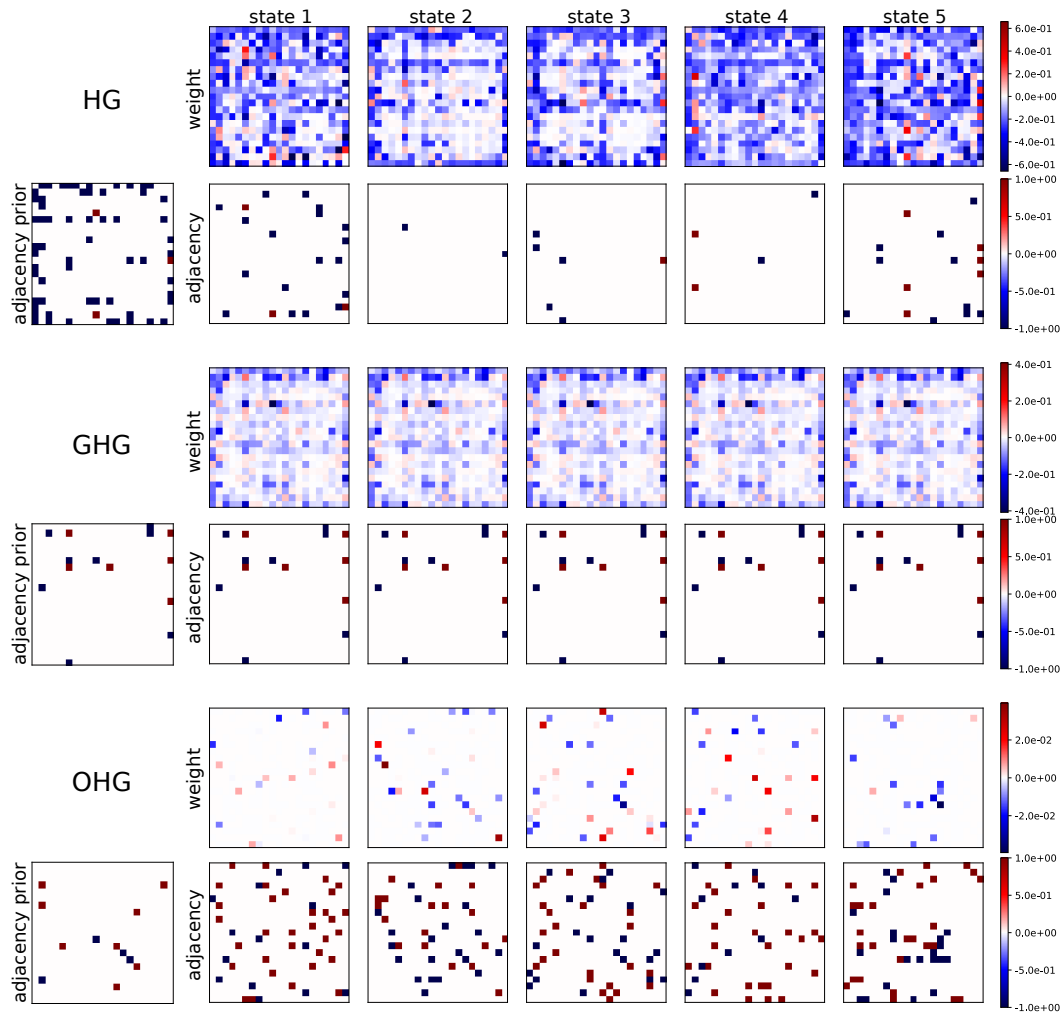 state 1 state 2 state 3 state 4 state 5
HG
weight
6.0e-01
4.0e-01
2.0e-01
0.0e+00
-2.0e-01
-4.0e-01
-6.0e-01
adjacency prior
adjacency
1.0e+00
5.0e-01
0.0e+00
-5.0e-01
-1.0e+00
GHG
weight
4.0e-01
2.0e-01
0.0e+00
-2.0e-01
-4.0e-01
adjacency prior
adjacency
1.0e+00
5.0e-01
0.0e+00
-5.0e-01
-1.0e+00
OHG
weight
2.0e-02
0.0e+00
-2.0e-02
adjacency prior
adjacency
1.0e+00
5.0e-01
0.0e+00
-5.0e-01
-1.0e+00